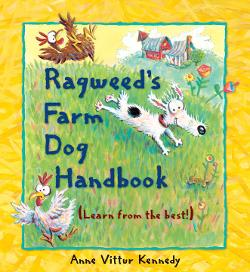 Ragweed's
Farm
Dog
Handbook
(Learn from the best!)
Anne Vittur Kennedy